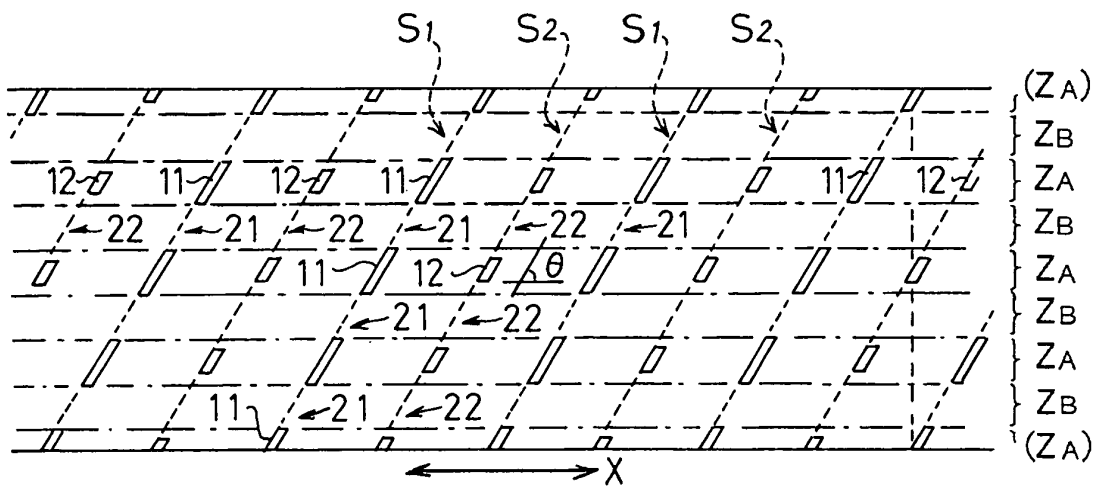 S1 S2 S1 S2
(ZA)
ZB
12 11 12 11 11 12 ZA
22 21 22 21 22 21 ZB
11 12 θ ZA
21 22 ZB
ZA
11 21 22 ZB
(ZA)
X